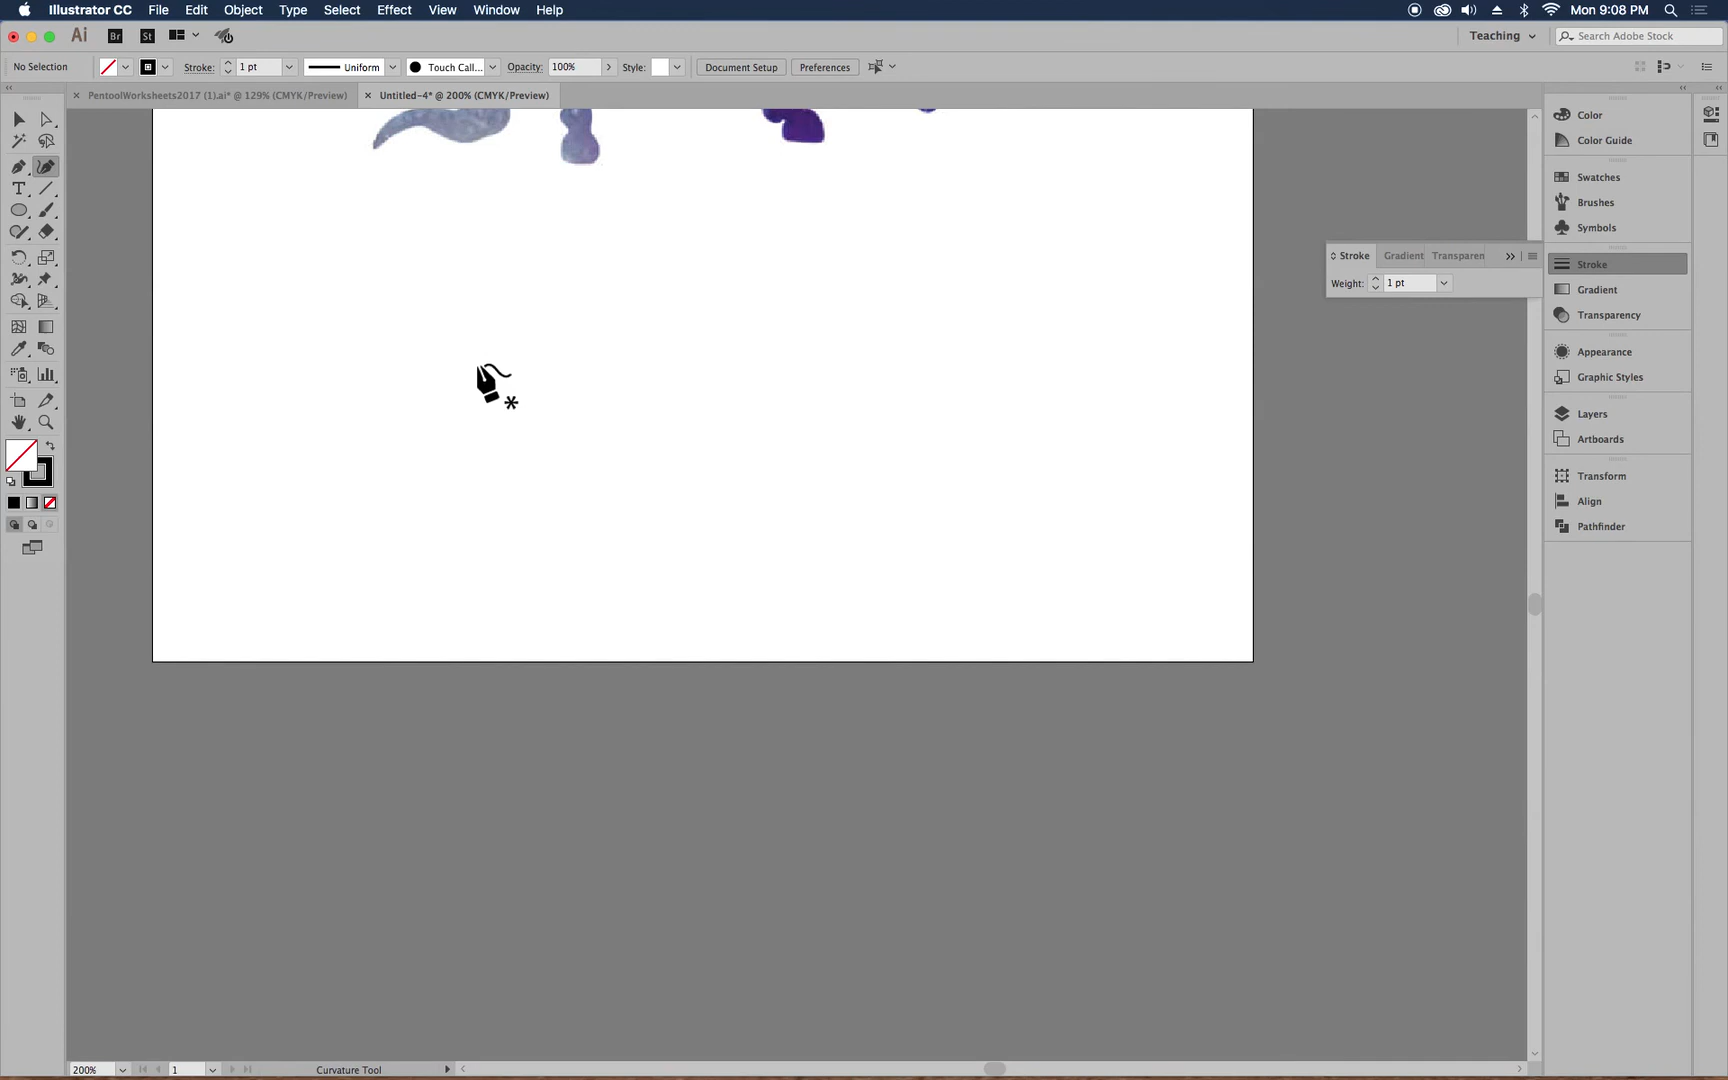 Illustrator CC File Edit Object Type Select Effect View Window Help Mon 9:08 PM
Ai Br St Teaching Search Adobe Stock
No Selection Stroke: 1 pt Uniform Touch Call... Opacity: 100% Style: Document Setup Preferences
PentoolWorksheets2017 (1).ai* @ 129% (CMYK/Preview) Untitled-4* @ 200% (CMYK/Preview)
Color
Color Guide
Swatches
Brushes
Symbols
Stroke Gradient Transparen
Weight: 1 pt
Stroke
Gradient
Transparency
Appearance
Graphic Styles
Layers
Artboards
Transform
Align
Pathfinder
200% 1 Curvature Tool